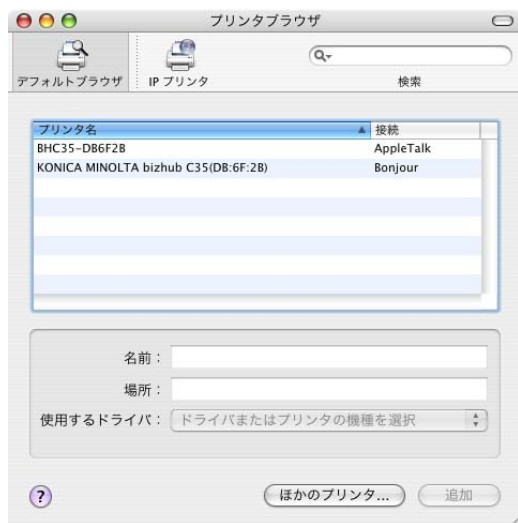 プリンタブラウザ
デフォルトブラウザ IP プリンタ 検索
プリンタ名 接続
BHC35-DB6F2B AppleTalk
KONICA MINOLTA bizhub C35(DB:6F:2B) Bonjour
名前：
場所：
使用するドライバ： ドライバまたはプリンタの機種を選択
? ほかのプリンタ... 追加